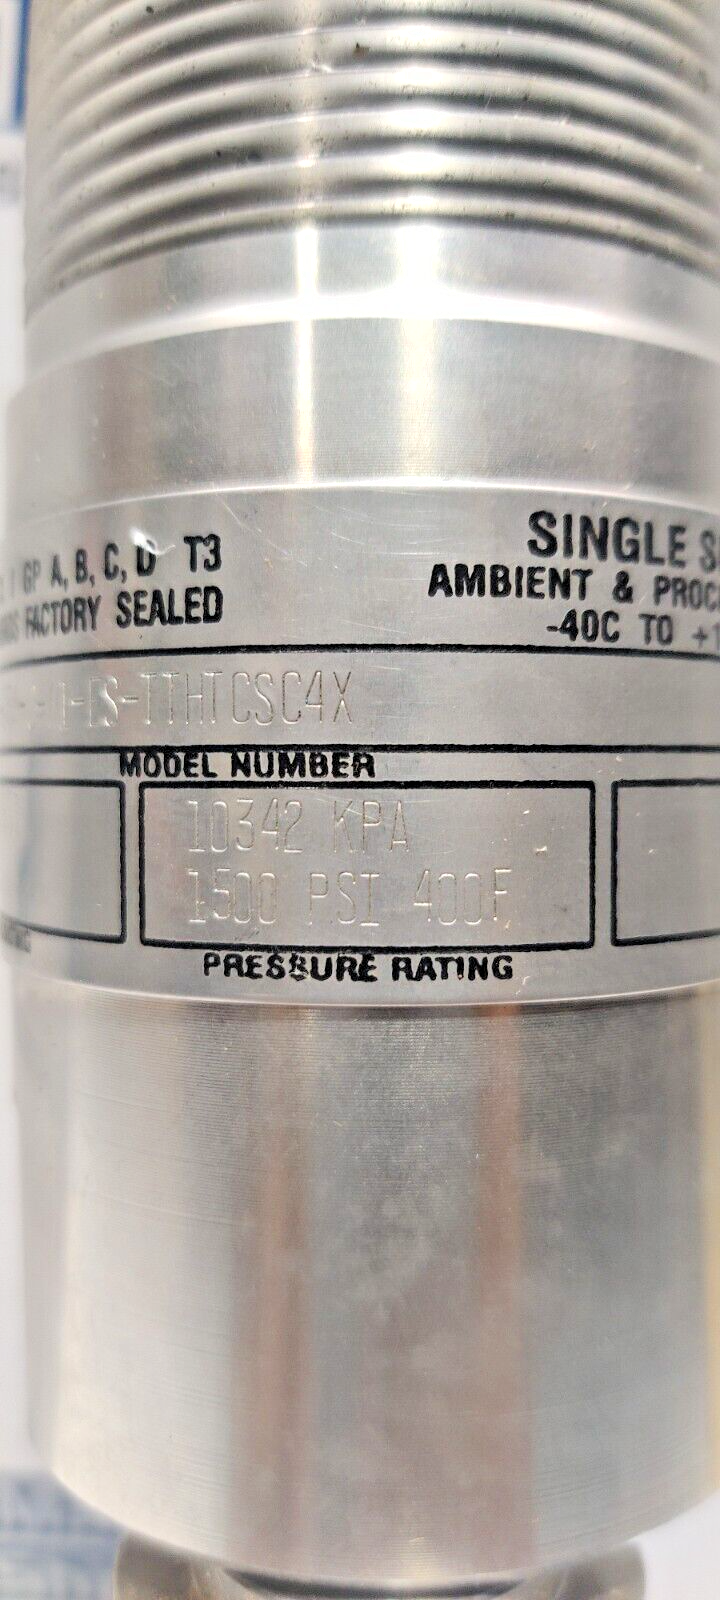 GP A, B, C, D T3
FACTORY SEALED
SINGLE
AMBIENT & PROC
-40C TO +1
-TTHTCSC4X
MODEL NUMBER
10342 KPA
1500 PSI 400F
PRESSURE RATING